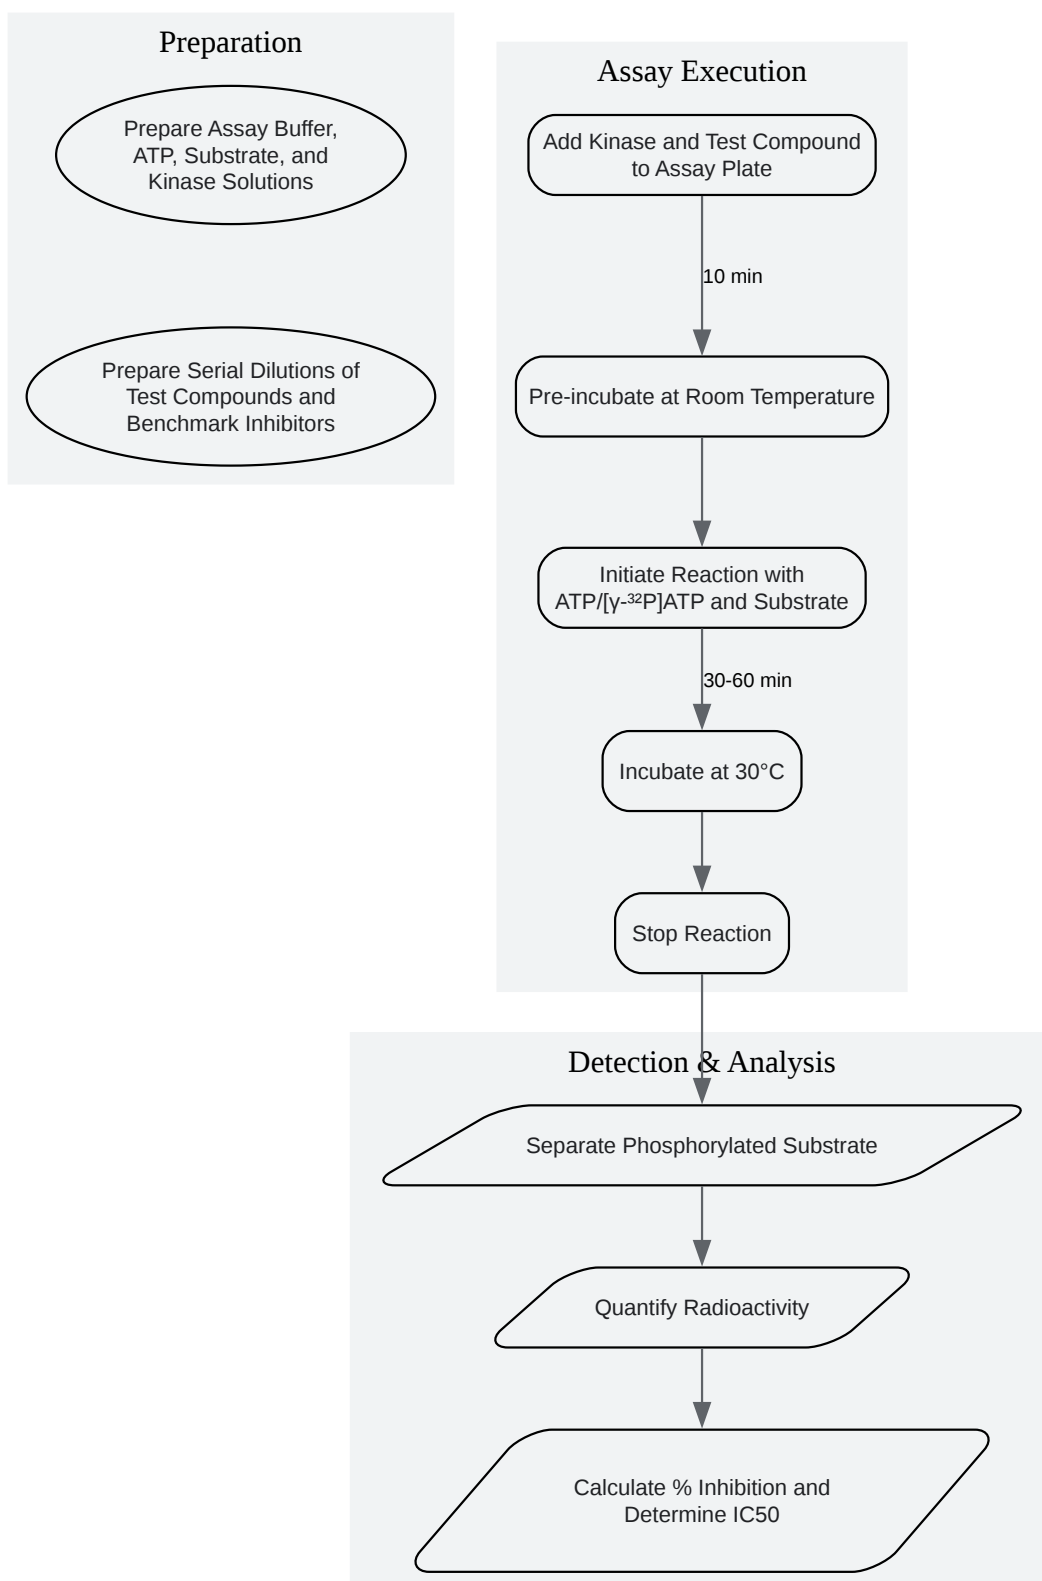 Preparation
Prepare Assay Buffer,
ATP, Substrate, and
Kinase Solutions
Prepare Serial Dilutions of
Test Compounds and
Benchmark Inhibitors
Assay Execution
Add Kinase and Test Compound
to Assay Plate
10 min
Pre-incubate at Room Temperature
Initiate Reaction with
ATP/[γ-³²P]ATP and Substrate
30-60 min
Incubate at 30°C
Stop Reaction
Detection & Analysis
Separate Phosphorylated Substrate
Quantify Radioactivity
Calculate % Inhibition and
Determine IC50